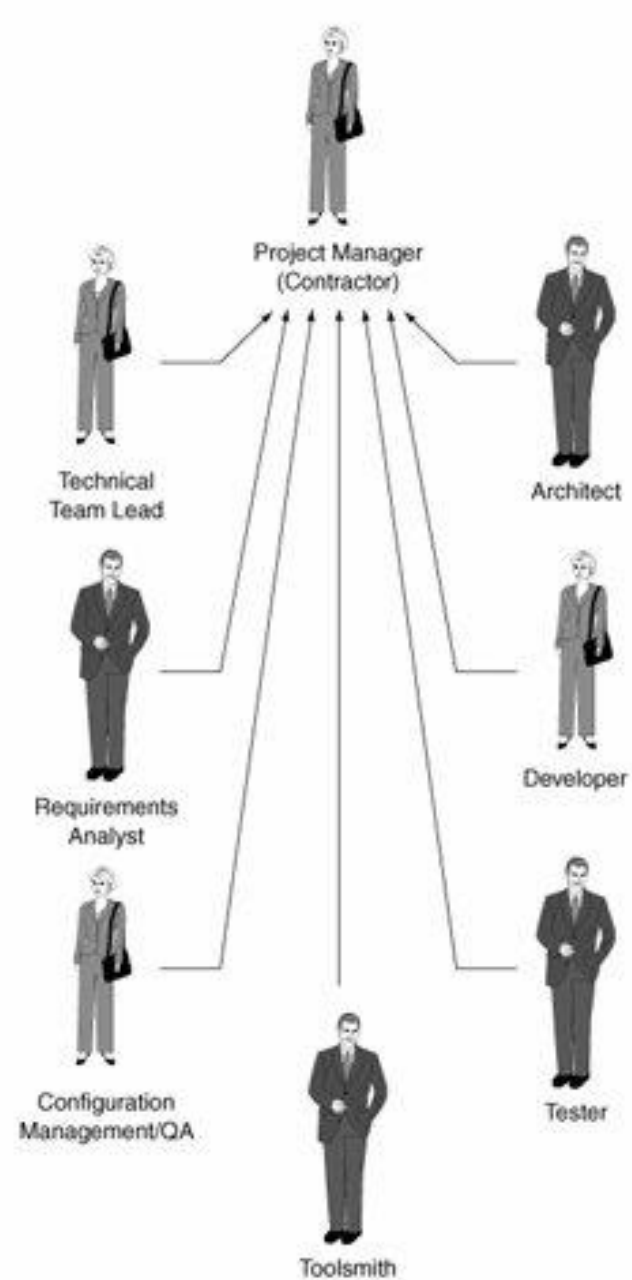 Project Manager
(Contractor)
Technical
Team Lead
Architect
Requirements
Analyst
Developer
Configuration
Management/QA
Tester
Toolsmith